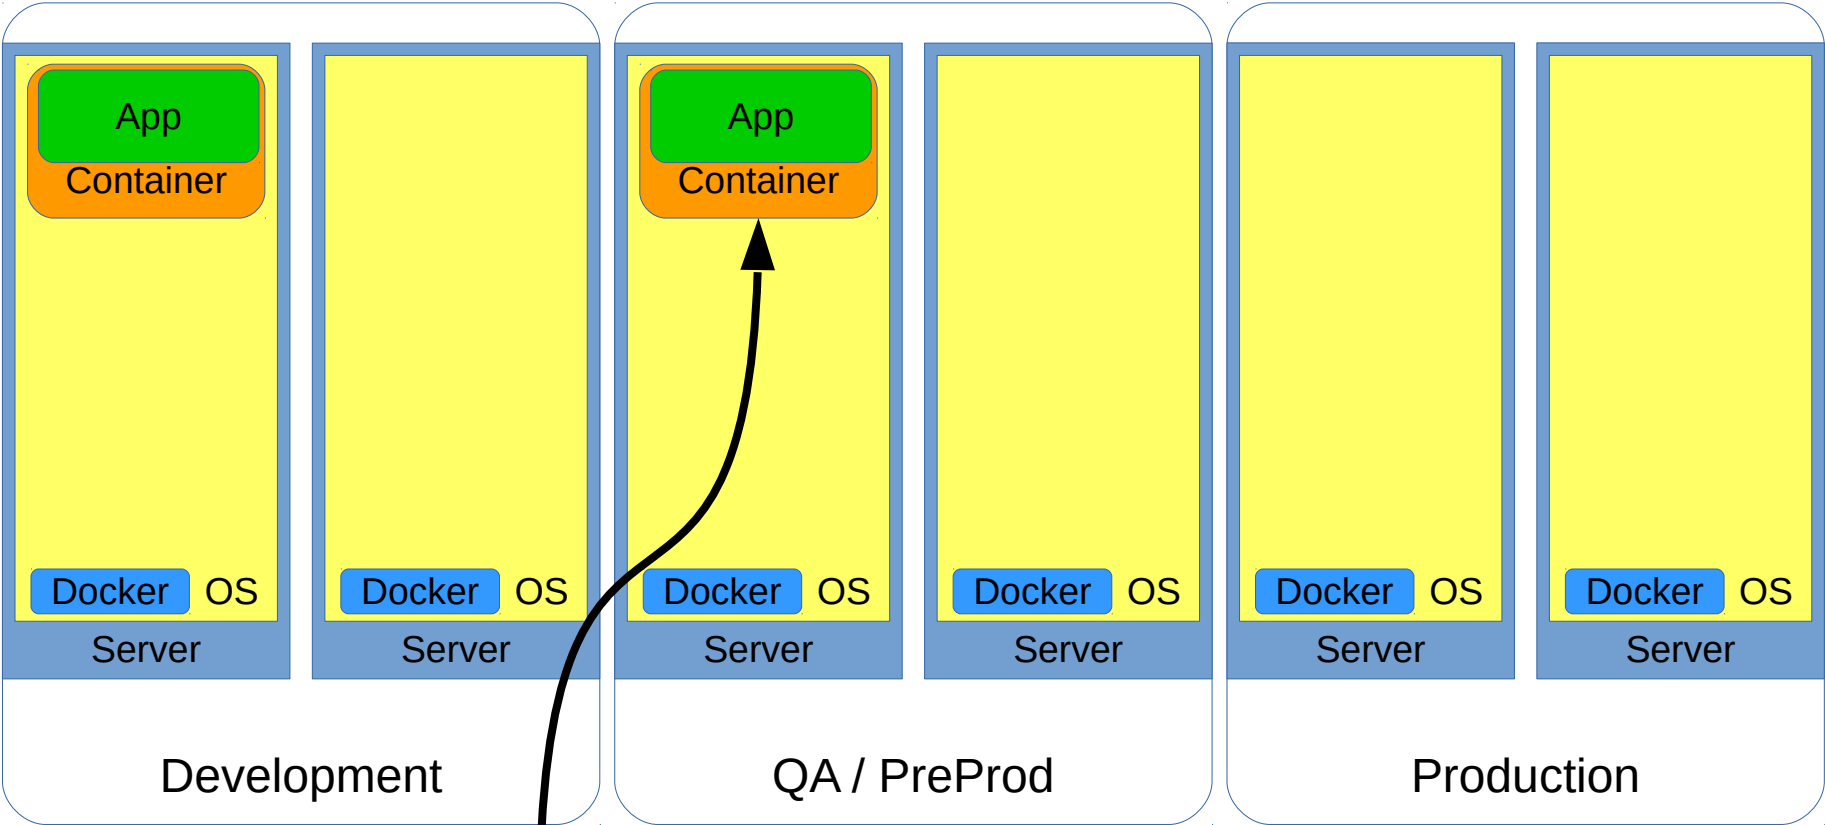 App
Container
App
Container
Docker OS
Docker OS
Docker OS
Docker OS
Docker OS
Docker OS
Server
Server
Server
Server
Server
Server
Development
QA / PreProd
Production